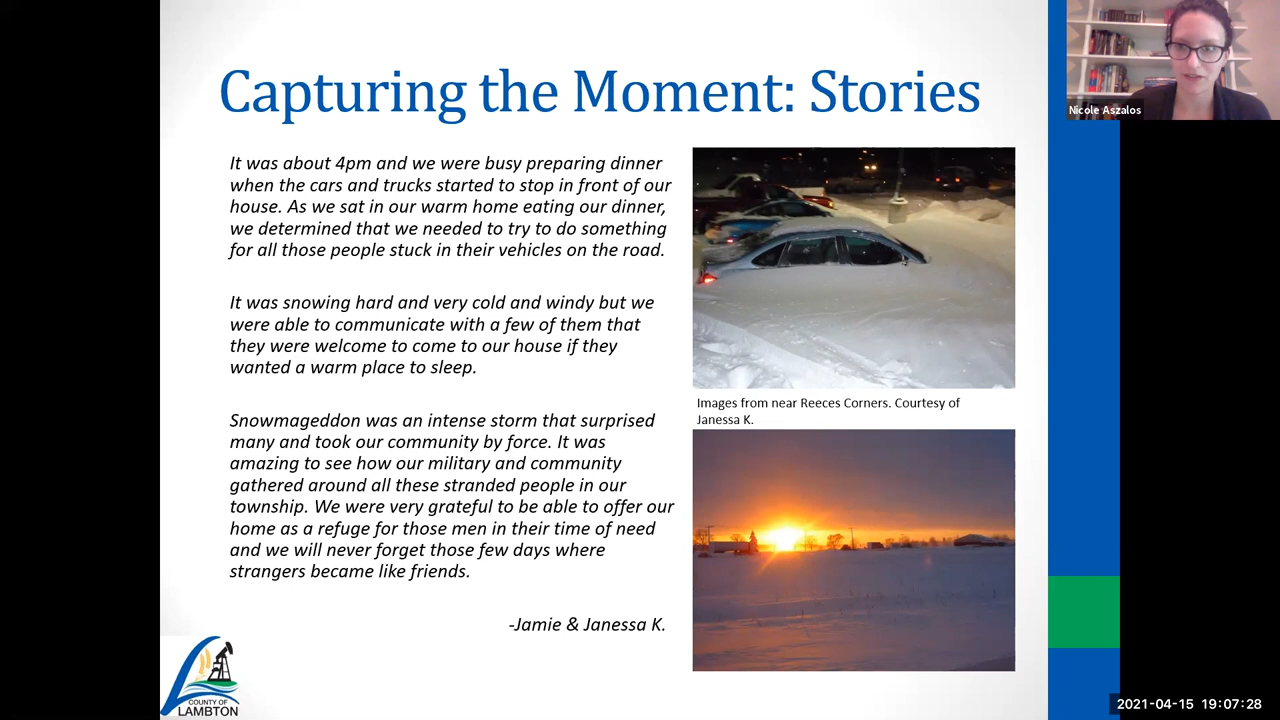 Capturing the Moment: Stories
Nicole Aszalos
It was about 4pm and we were busy preparing dinner
when the cars and trucks started to stop in front of our
house. As we sat in our warm home eating our dinner,
we determined that we needed to try to do something
for all those people stuck in their vehicles on the road.
It was snowing hard and very cold and windy but we
were able to communicate with a few of them that
they were welcome to come to our house if they
wanted a warm place to sleep.
Snowmageddon was an intense storm that surprised
many and took our community by force. It was
amazing to see how our military and community
gathered around all these stranded people in our
township. We were very grateful to be able to offer our
home as a refuge for those men in their time of need
and we will never forget those few days where
strangers became like friends.
-Jamie & Janessa K.
Images from near Reeces Corners. Courtesy of
Janessa K.
COUNTY OF
LAMBTON
2021-04-15 19:07:28